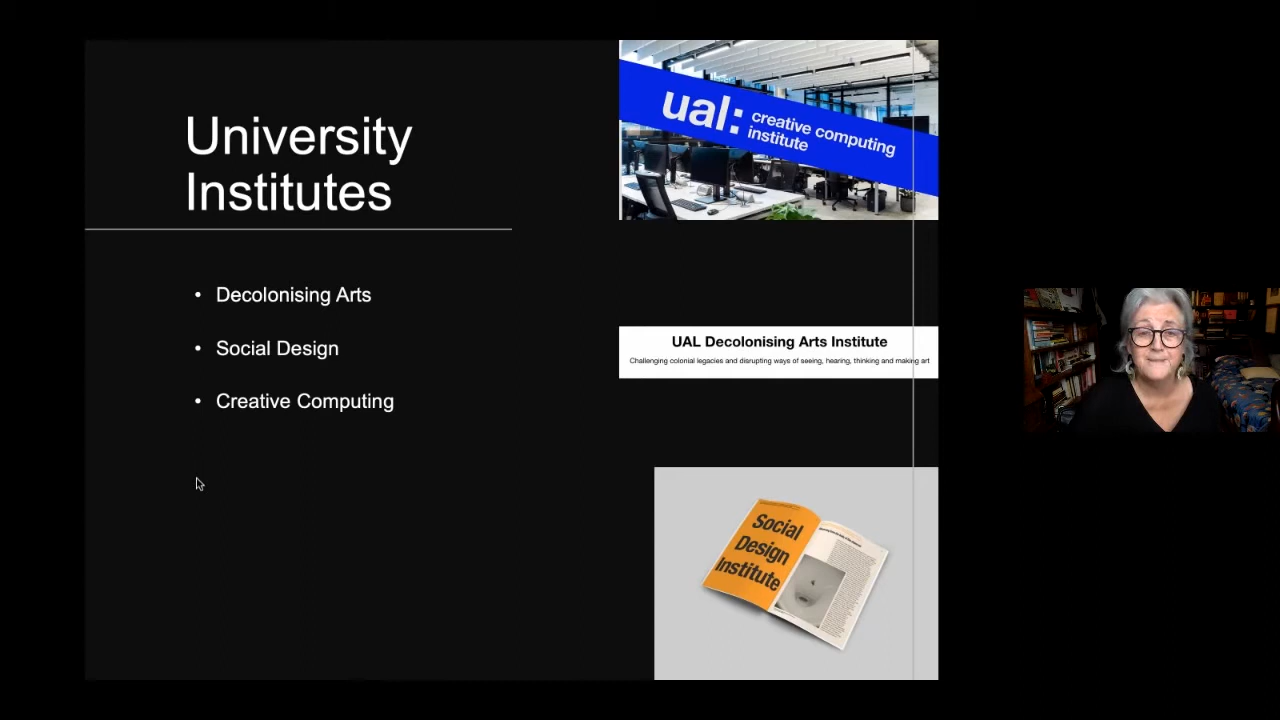 University
Institutes
• Decolonising Arts
• Social Design
• Creative Computing
ual: creative computing
institute
UAL Decolonising Arts Institute
Challenging colonial legacies and disrupting ways of seeing, hearing, thinking and making art
Social
Design
Institute